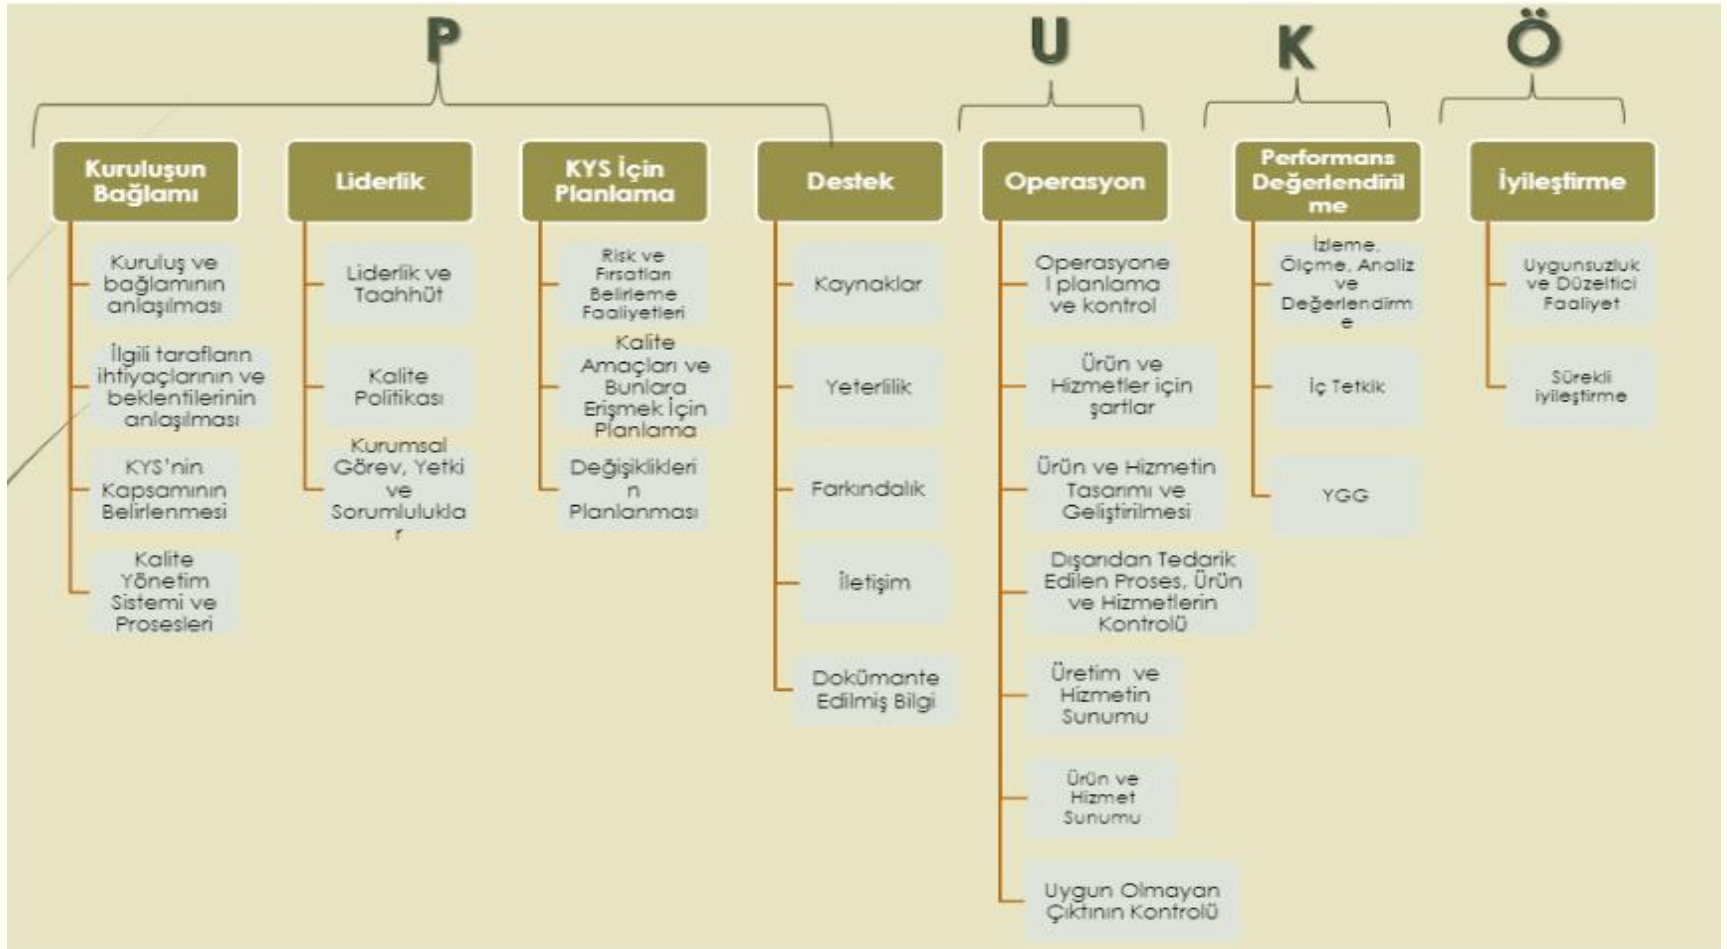 P
U
K
Ö
Kuruluşun
Bağlamı
Kuruluş ve
bağlamının
anlaşılması
İlgili tarafların
ihtiyaçlarının ve
beklentilerinin
anlaşılması
KYS'nin
Kapsamının
Belirlenmesi
Kalite
Yönetim
Sistemi ve
Prosesleri
Liderlik
Liderlik ve
Taahhüt
Kalite
Politikası
Kurumsal
Görev, Yetki
ve
Sorumlulukla
r
KYS İçin
Planlama
Risk ve
Fırsatları
Belirleme
Faaliyetleri
Kalite
Amaçları ve
Bunlara
Erişmek İçin
Planlama
Değişiklikleri
n
Planlanması
Destek
Kaynaklar
Yeterlilik
Farkındalık
İletişim
Dokümante
Edilmiş Bilgi
Operasyon
Operasyone
l planlama
ve kontrol
Ürün ve
Hizmetler için
şartlar
Ürün ve Hizmetin
Tasarımı ve
Geliştirilmesi
Dışarıdan Tedarik
Edilen Proses, Ürün
ve Hizmetlerin
Kontrolü
Üretim ve
Hizmetin
Sunumu
Ürün ve
Hizmet
Sunumu
Uygun Olmayan
Çıktının Kontrolü
Performans
Değerlendiril
me
İzleme,
Ölçme, Analiz
ve
Değerlendirm
e
İç Tetkik
YGG
İyileştirme
Uygunsuzluk
ve Düzeltici
Faaliyet
Sürekli
iyileştirme